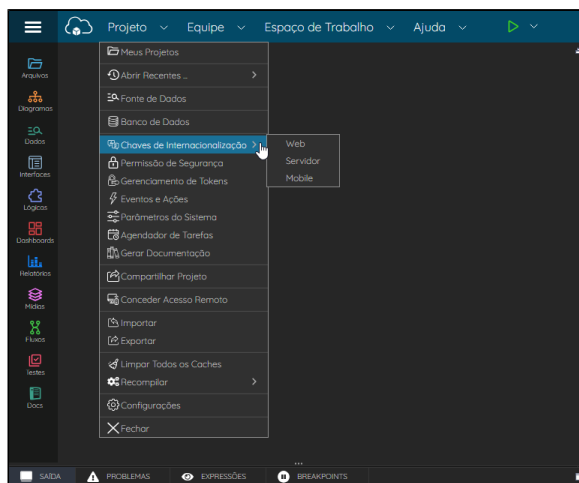 Projeto Equipe Espaço de Trabalho Ajuda
Arquivos
Diagramas
Dados
Interfaces
Lógicas
Dashboards
Relatórios
Mídias
Fluxos
Testes
Docs
Meus Projetos
Abrir Recentes ...
Fonte de Dados
Banco de Dados
Chaves de Internacionalização
Permissão de Segurança
Gerenciamento de Tokens
Eventos e Ações
Parâmetros do Sistema
Agendador de Tarefas
Gerar Documentação
Compartilhar Projeto
Conceder Acesso Remoto
Importar
Exportar
Limpar Todos os Caches
Recompilar
Configurações
Fechar
Web
Servidor
Mobile
SAÍDA PROBLEMAS EXPRESSÕES BREAKPOINTS